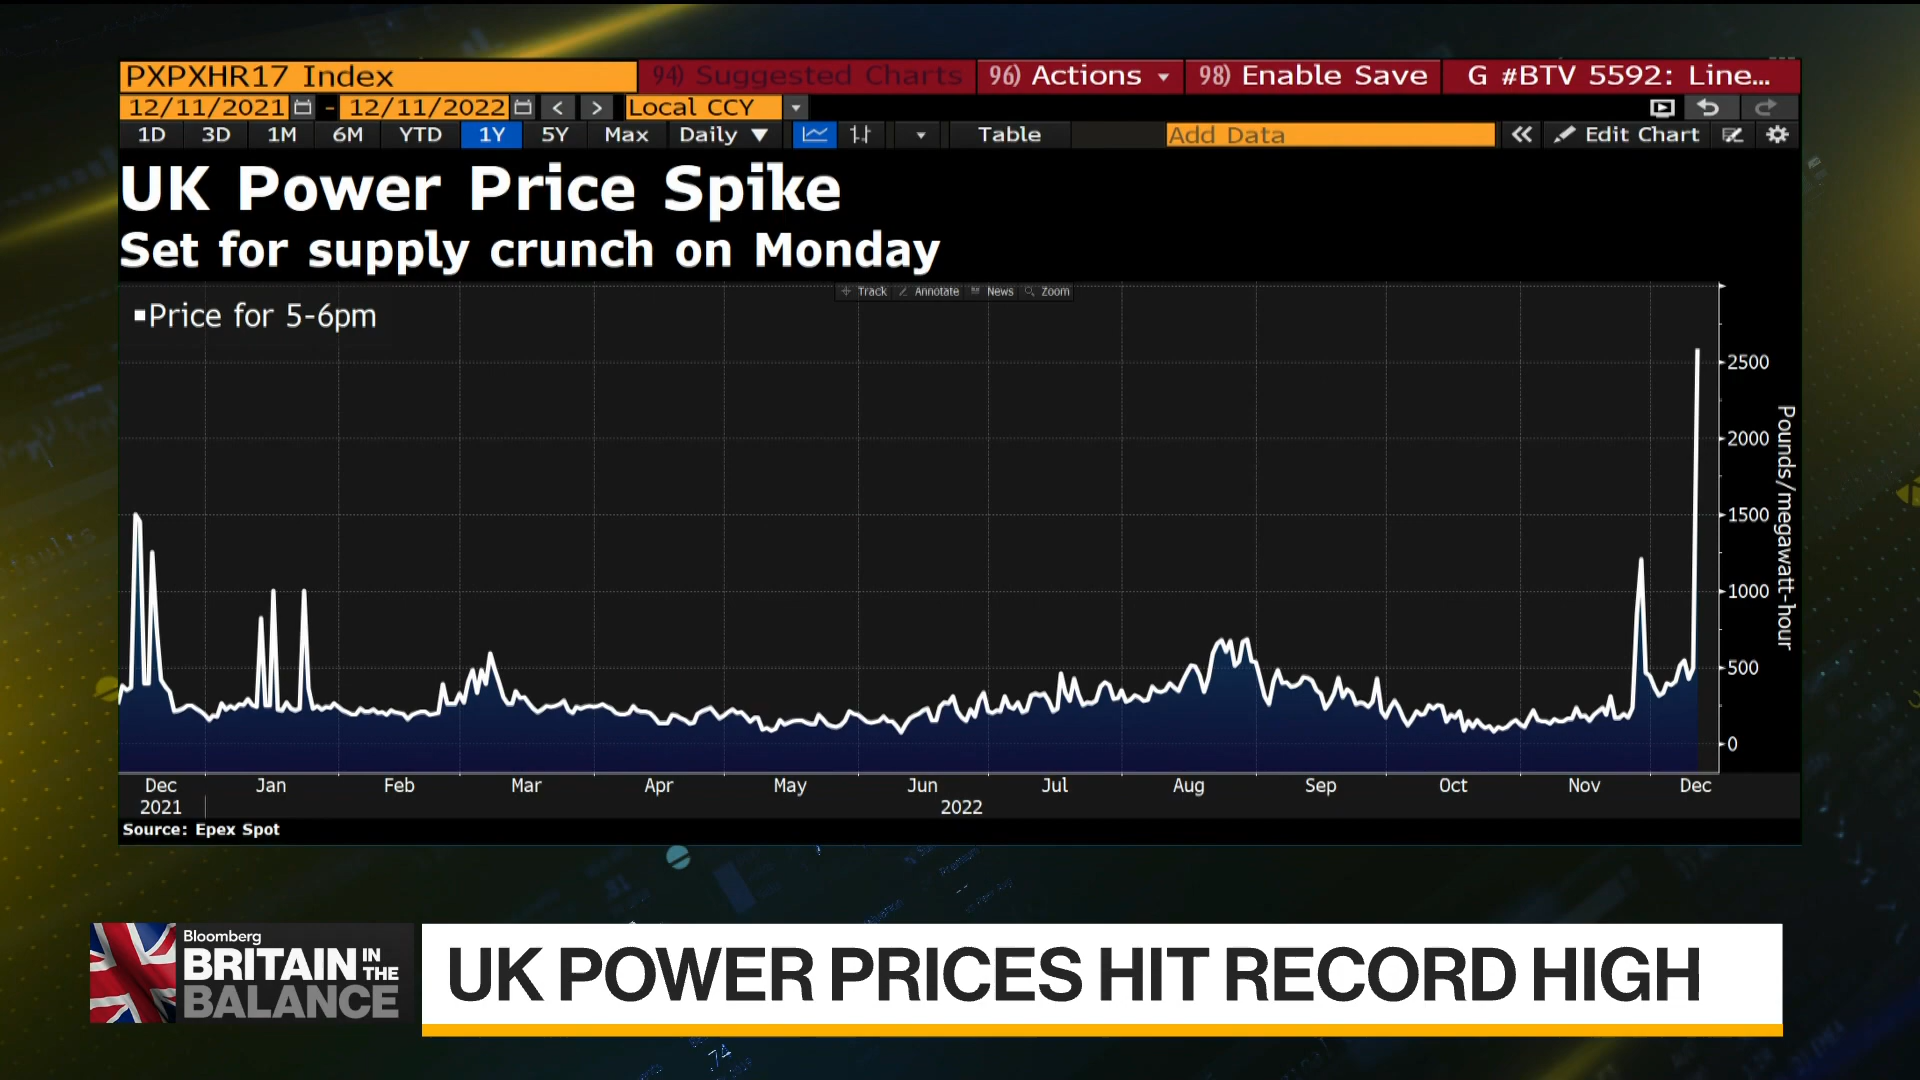 PXPXHR17 Index 94) Suggested Charts 96) Actions 98) Enable Save G #BTV 5592: Line...
12/11/2021 - 12/11/2022 < > Local CCY
1D 3D 1M 6M YTD 1Y 5Y Max Daily ▼ Table Add Data << Edit Chart
UK Power Price Spike
Set for supply crunch on Monday
Track Annotate News Zoom
Price for 5-6pm
2500
2000
1500
1000
500
0
Pounds/megawatt-hour
Dec Jan Feb Mar Apr May Jun Jul Aug Sep Oct Nov Dec
2021 2022
Source: Epex Spot
Bloomberg
BRITAIN IN THE
BALANCE
UK POWER PRICES HIT RECORD HIGH
74